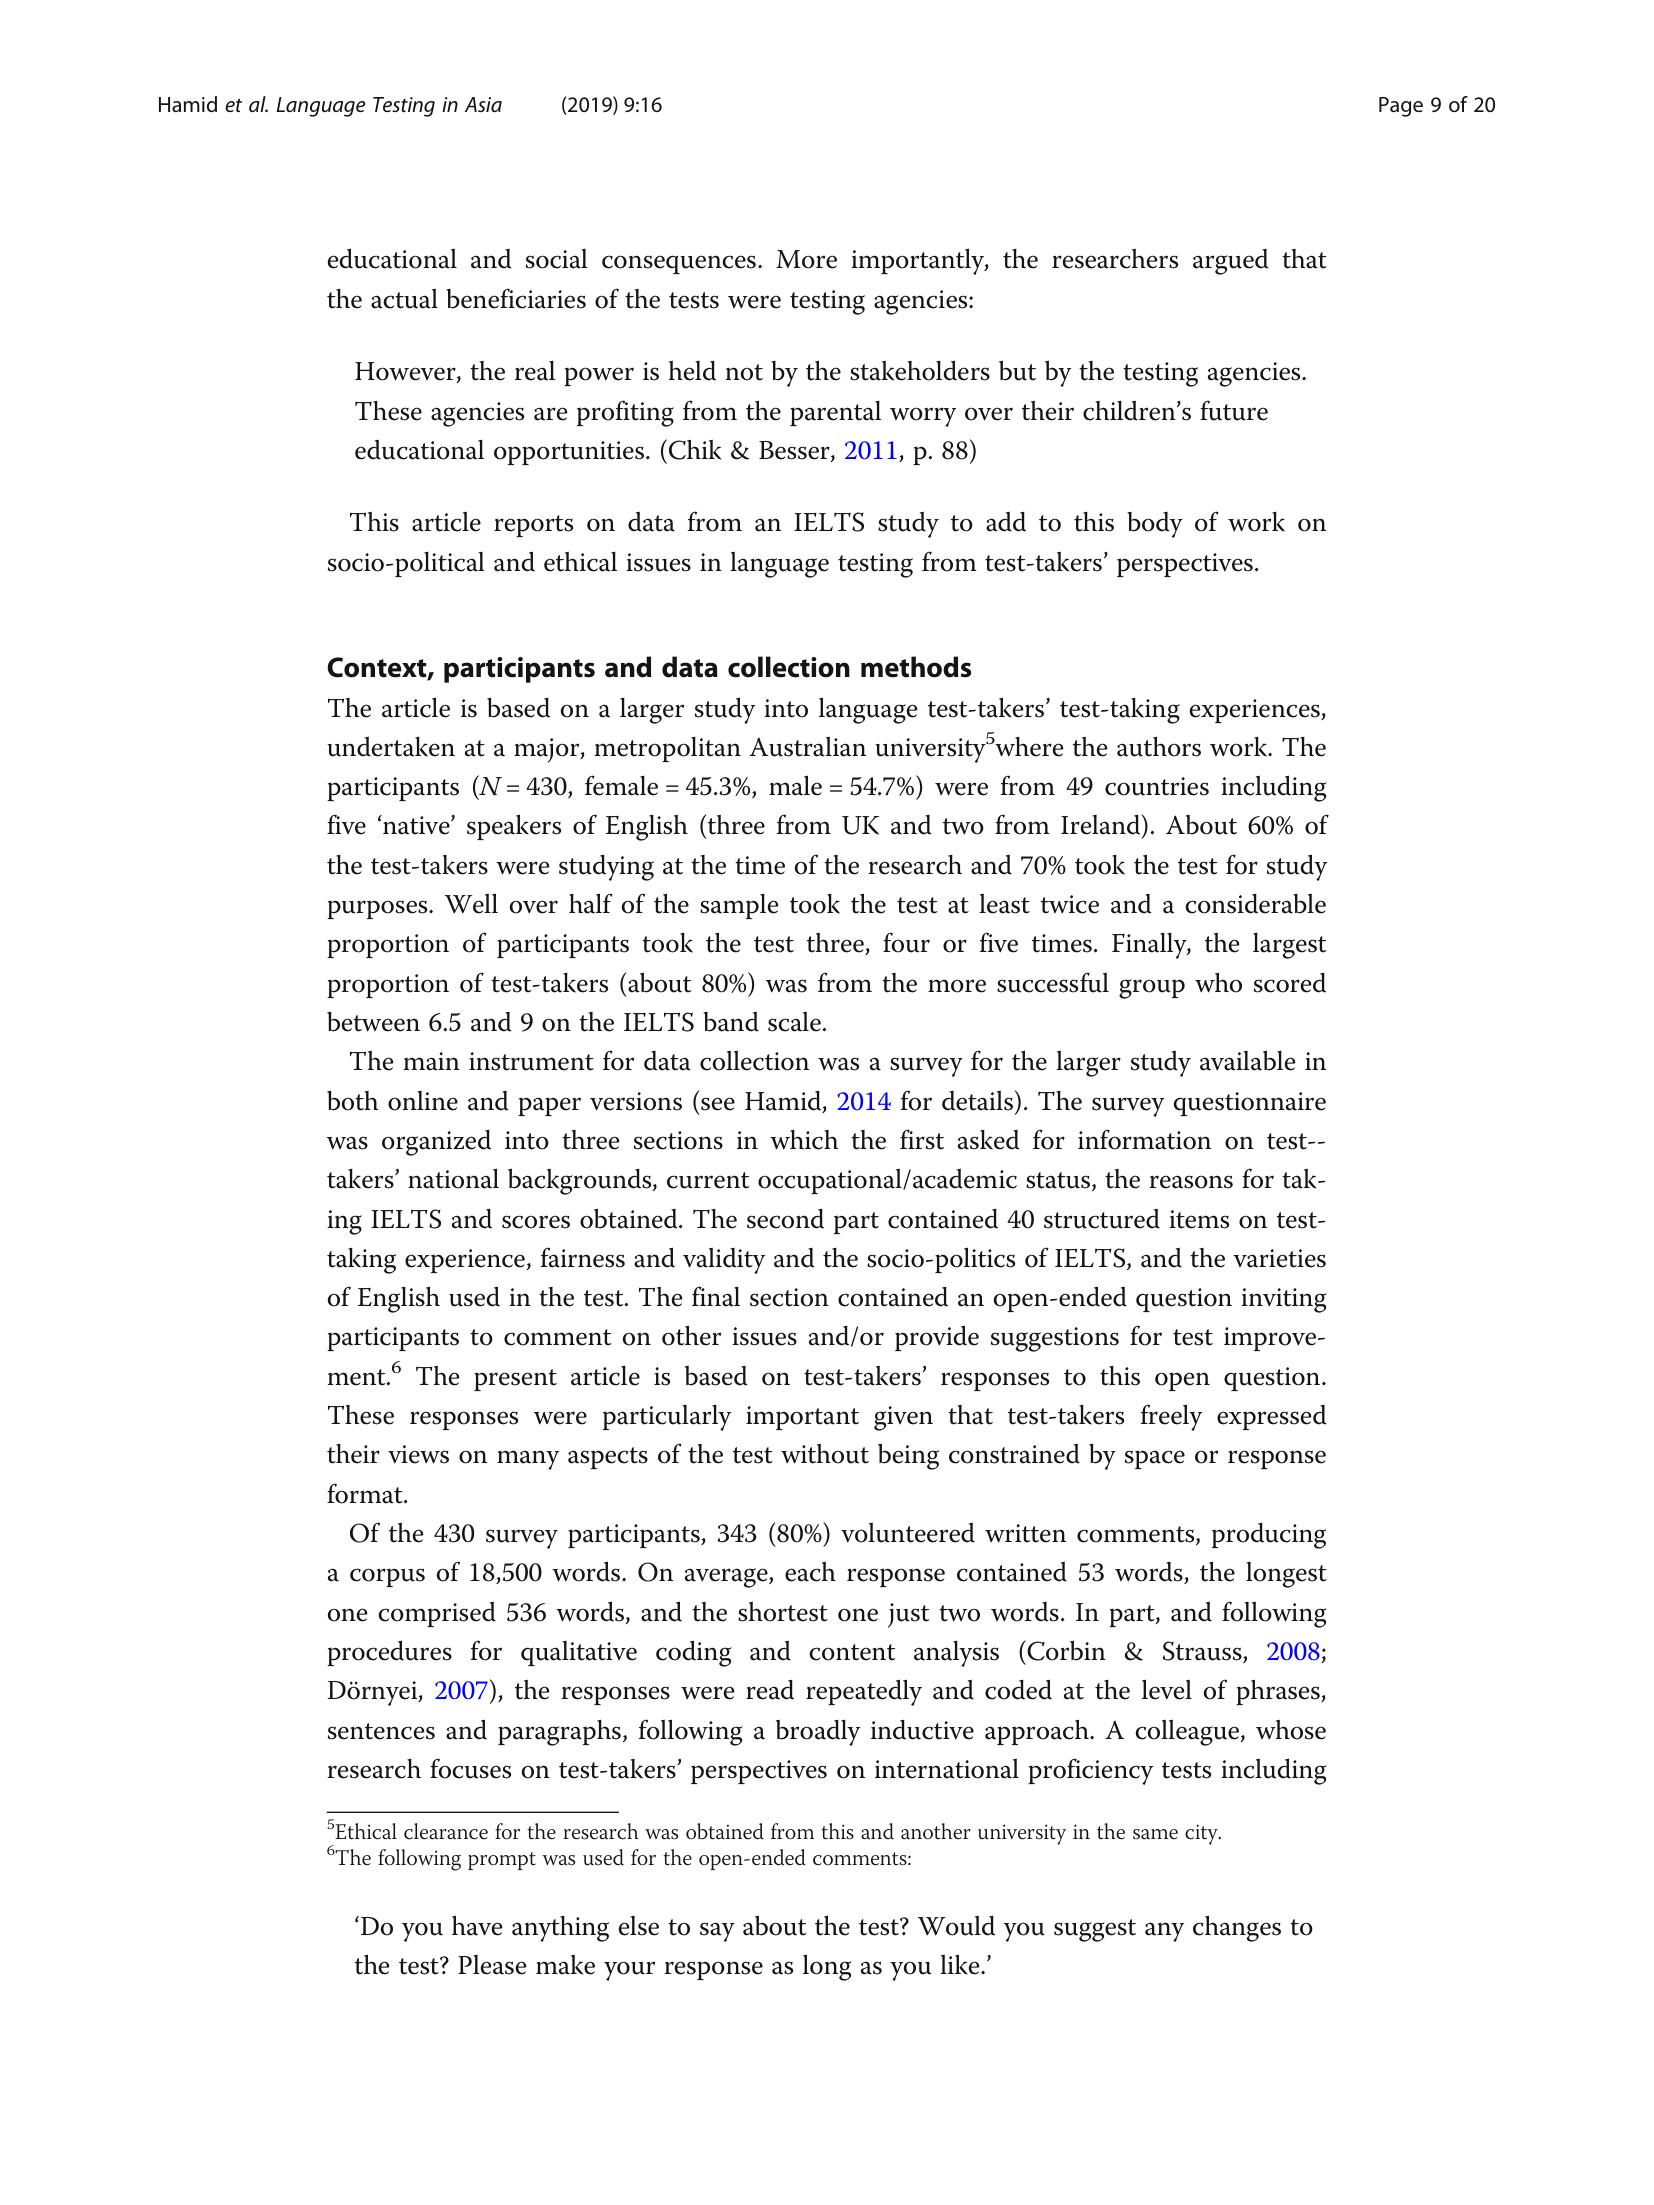 Hamid et al. Language Testing in Asia (2019) 9:16 Page 9 of 20
educational and social consequences. More importantly, the researchers argued that
the actual beneficiaries of the tests were testing agencies:
However, the real power is held not by the stakeholders but by the testing agencies.
These agencies are profiting from the parental worry over their children’s future
educational opportunities. (Chik & Besser, 2011, p. 88)
This article reports on data from an IELTS study to add to this body of work on
socio-political and ethical issues in language testing from test-takers’ perspectives.
Context, participants and data collection methods
The article is based on a larger study into language test-takers’ test-taking experiences,
undertaken at a major, metropolitan Australian university5where the authors work. The
participants (N = 430, female = 45.3%, male = 54.7%) were from 49 countries including
five ‘native’ speakers of English (three from UK and two from Ireland). About 60% of
the test-takers were studying at the time of the research and 70% took the test for study
purposes. Well over half of the sample took the test at least twice and a considerable
proportion of participants took the test three, four or five times. Finally, the largest
proportion of test-takers (about 80%) was from the more successful group who scored
between 6.5 and 9 on the IELTS band scale.
The main instrument for data collection was a survey for the larger study available in
both online and paper versions (see Hamid, 2014 for details). The survey questionnaire
was organized into three sections in which the first asked for information on test--
takers’ national backgrounds, current occupational/academic status, the reasons for tak-
ing IELTS and scores obtained. The second part contained 40 structured items on test-
taking experience, fairness and validity and the socio-politics of IELTS, and the varieties
of English used in the test. The final section contained an open-ended question inviting
participants to comment on other issues and/or provide suggestions for test improve-
ment.6 The present article is based on test-takers’ responses to this open question.
These responses were particularly important given that test-takers freely expressed
their views on many aspects of the test without being constrained by space or response
format.
Of the 430 survey participants, 343 (80%) volunteered written comments, producing
a corpus of 18,500 words. On average, each response contained 53 words, the longest
one comprised 536 words, and the shortest one just two words. In part, and following
procedures for qualitative coding and content analysis (Corbin & Strauss, 2008;
Dörnyei, 2007), the responses were read repeatedly and coded at the level of phrases,
sentences and paragraphs, following a broadly inductive approach. A colleague, whose
research focuses on test-takers’ perspectives on international proficiency tests including
5Ethical clearance for the research was obtained from this and another university in the same city.
6The following prompt was used for the open-ended comments:
‘Do you have anything else to say about the test? Would you suggest any changes to
the test? Please make your response as long as you like.’